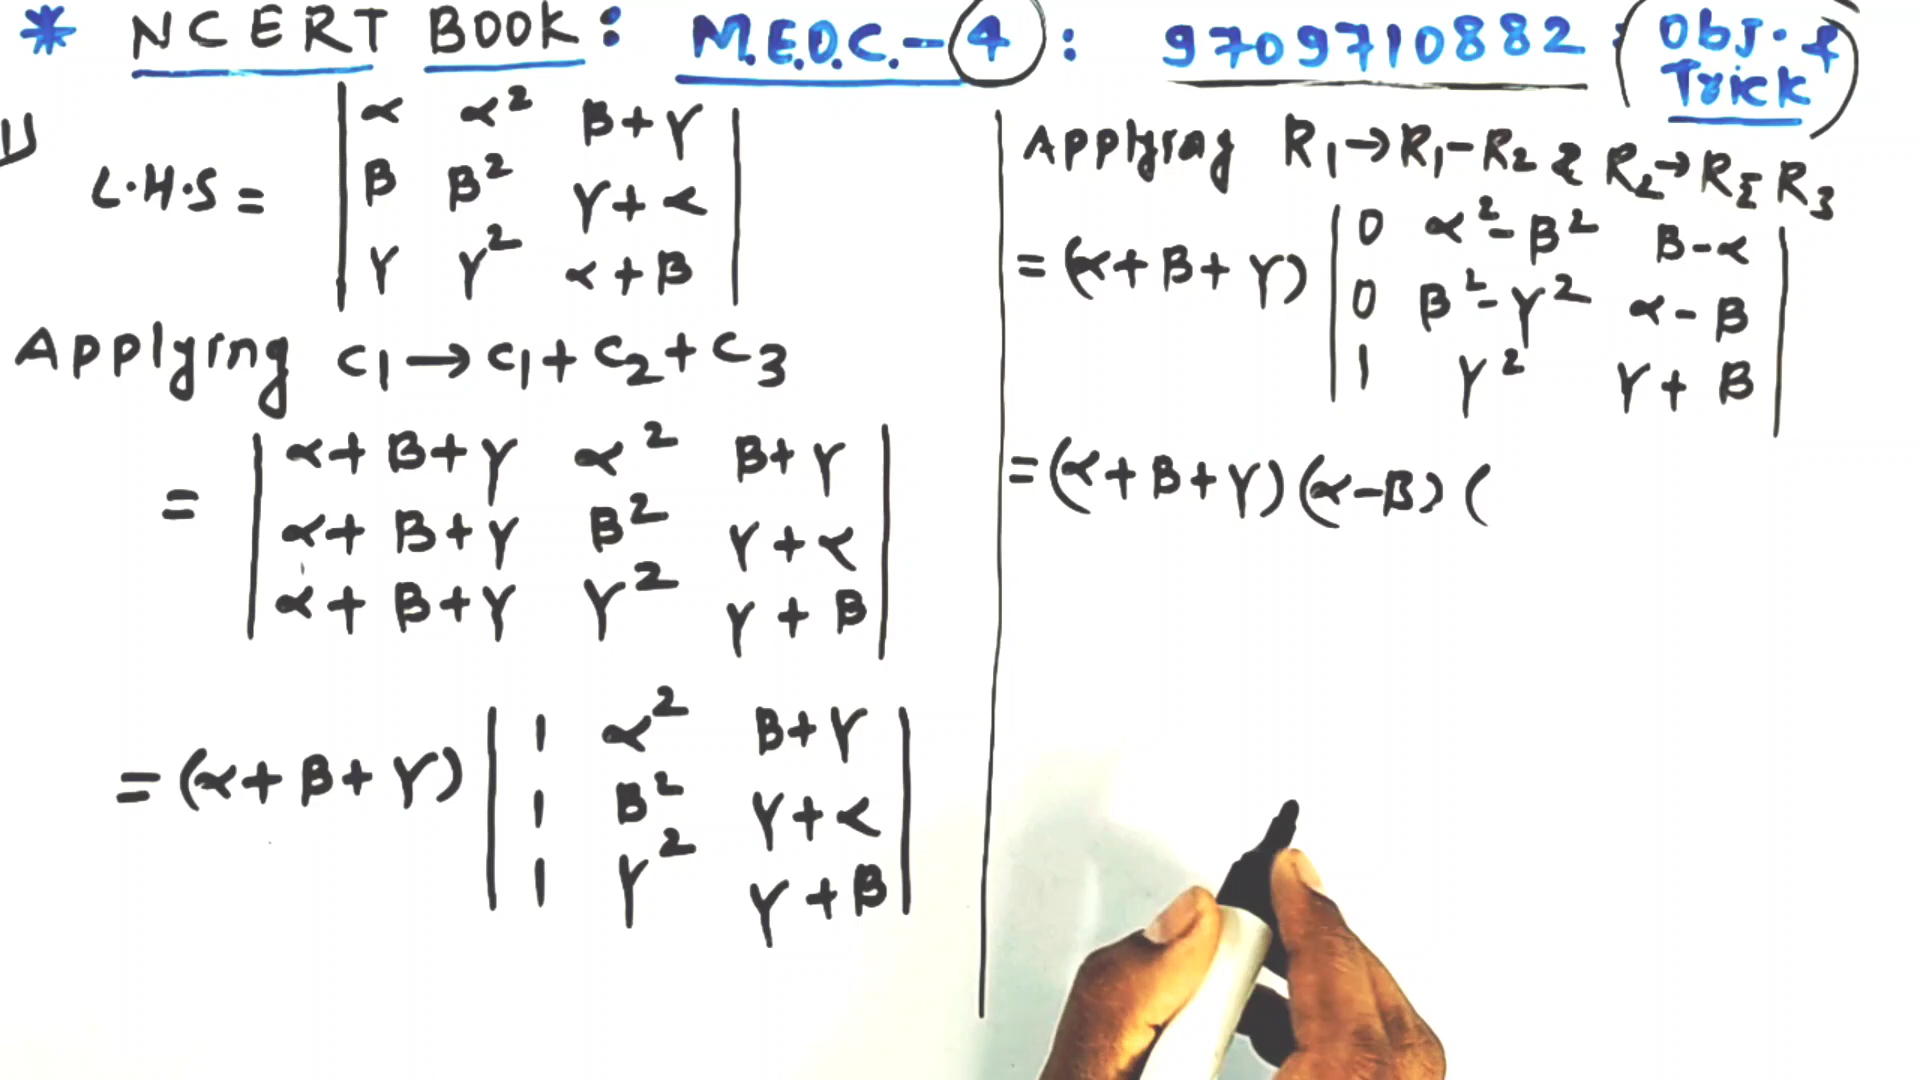 * NCERT BOOK: M.E.O.C.-4 : 9709710882 : Obj. & Trick
1)
L.H.S = | α α² β+γ |
| β β² γ+α |
| γ γ² α+β |
Applying C₁→C₁+C₂+C₃
= | α+β+γ α² β+γ |
| α+β+γ β² γ+α |
| α+β+γ γ² γ+β |
= (α+β+γ) | 1 α² β+γ |
| 1 β² γ+α |
| 1 γ² γ+β |
Applying R₁→R₁-R₂ & R₂→R₂-R₃
= (α+β+γ) | 0 α²-β² β-α |
| 0 β²-γ² α-β |
| 1 γ² γ+β |
= (α+β+γ)(α-β)(